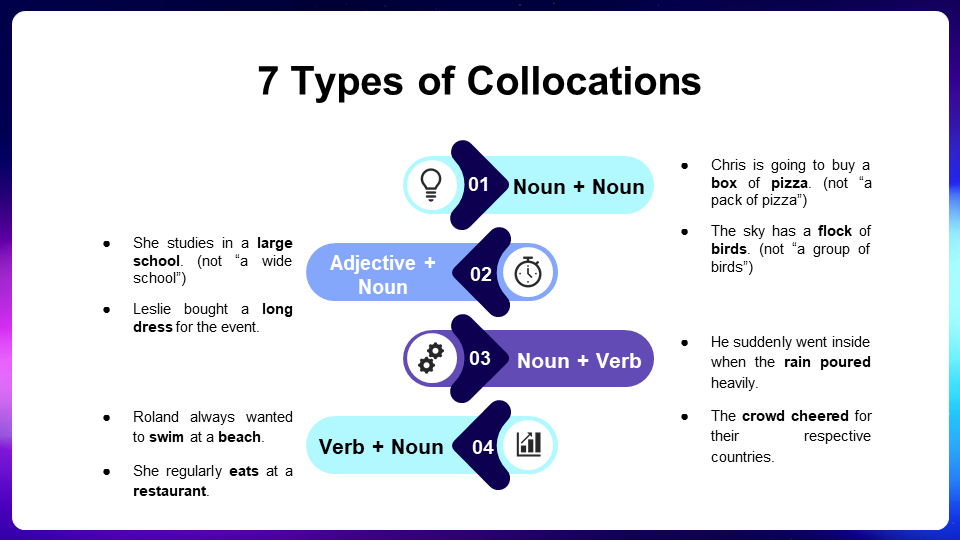 7 Types of Collocations
01
Noun + Noun
● Chris is going to buy a
box of pizza. (not “a
pack of pizza”)
● The sky has a flock of
birds. (not “a group of
birds”)
Adjective +
Noun
02
● She studies in a large
school. (not “a wide
school”)
● Leslie bought a long
dress for the event.
03
Noun + Verb
● He suddenly went inside
when the rain poured
heavily.
● The crowd cheered for
their respective
countries.
Verb + Noun
04
● Roland always wanted
to swim at a beach.
● She regularly eats at a
restaurant.